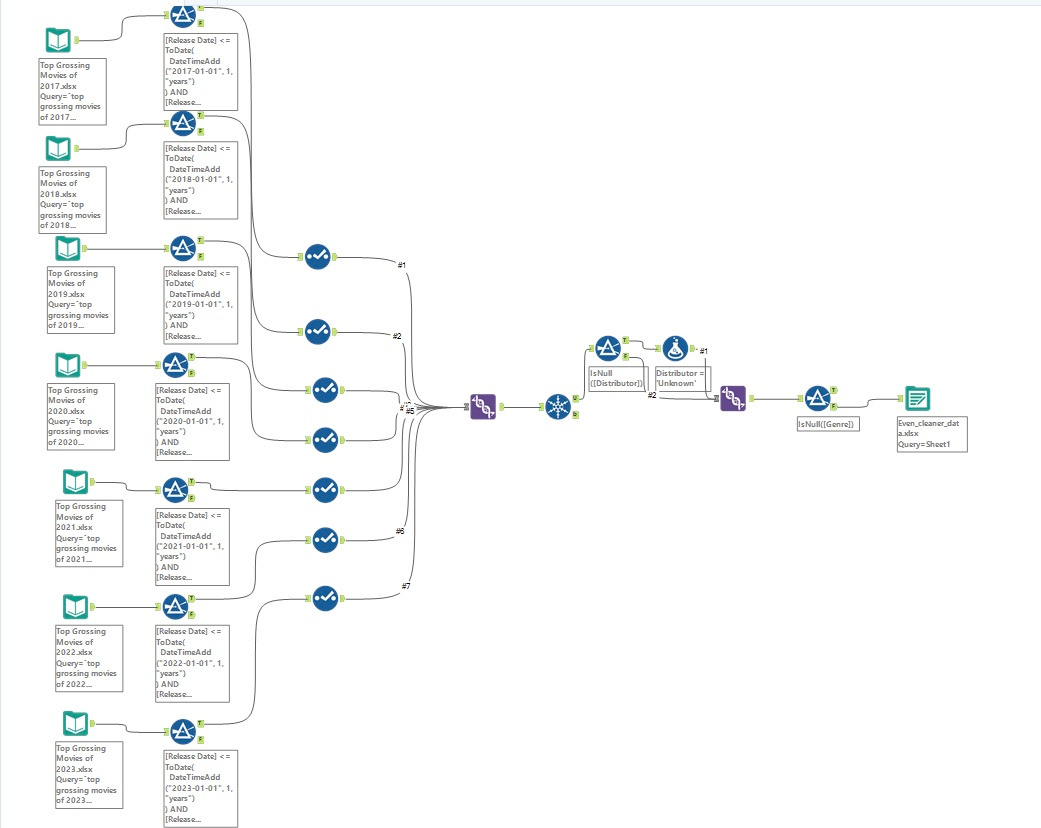 T
F
Top Grossing
Movies of
2017.xlsx
Query=`top
grossing movies
of 2017...
[Release Date] <=
ToDate(
DateTimeAdd
("2017-01-01", 1,
"years")
) AND
[Release...
T
F
Top Grossing
Movies of
2018.xlsx
Query=`top
grossing movies
of 2018...
[Release Date] <=
ToDate(
DateTimeAdd
("2018-01-01", 1,
"years")
) AND
[Release...
T
F
Top Grossing
Movies of
2019.xlsx
Query=`top
grossing movies
of 2019...
[Release Date] <=
ToDate(
DateTimeAdd
("2019-01-01", 1,
"years")
) AND
[Release...
T
F
Top Grossing
Movies of
2020.xlsx
Query=`top
grossing movies
of 2020...
[Release Date] <=
ToDate(
DateTimeAdd
("2020-01-01", 1,
"years")
) AND
[Release...
T
F
Top Grossing
Movies of
2021.xlsx
Query=`top
grossing movies
of 2021...
[Release Date] <=
ToDate(
DateTimeAdd
("2021-01-01", 1,
"years")
) AND
[Release...
T
F
Top Grossing
Movies of
2022.xlsx
Query=`top
grossing movies
of 2022...
[Release Date] <=
ToDate(
DateTimeAdd
("2022-01-01", 1,
"years")
) AND
[Release...
T
F
Top Grossing
Movies of
2023.xlsx
Query=`top
grossing movies
of 2023...
[Release Date] <=
ToDate(
DateTimeAdd
("2023-01-01", 1,
"years")
) AND
[Release...
#1
#2
#5
#6
#7
U
D
T
F
IsNull
([Distributor])
Distributor =
'Unknown'
#1
#2
T
F
IsNull([Genre])
Even_cleaner_dat
a.xlsx
Query=Sheet1